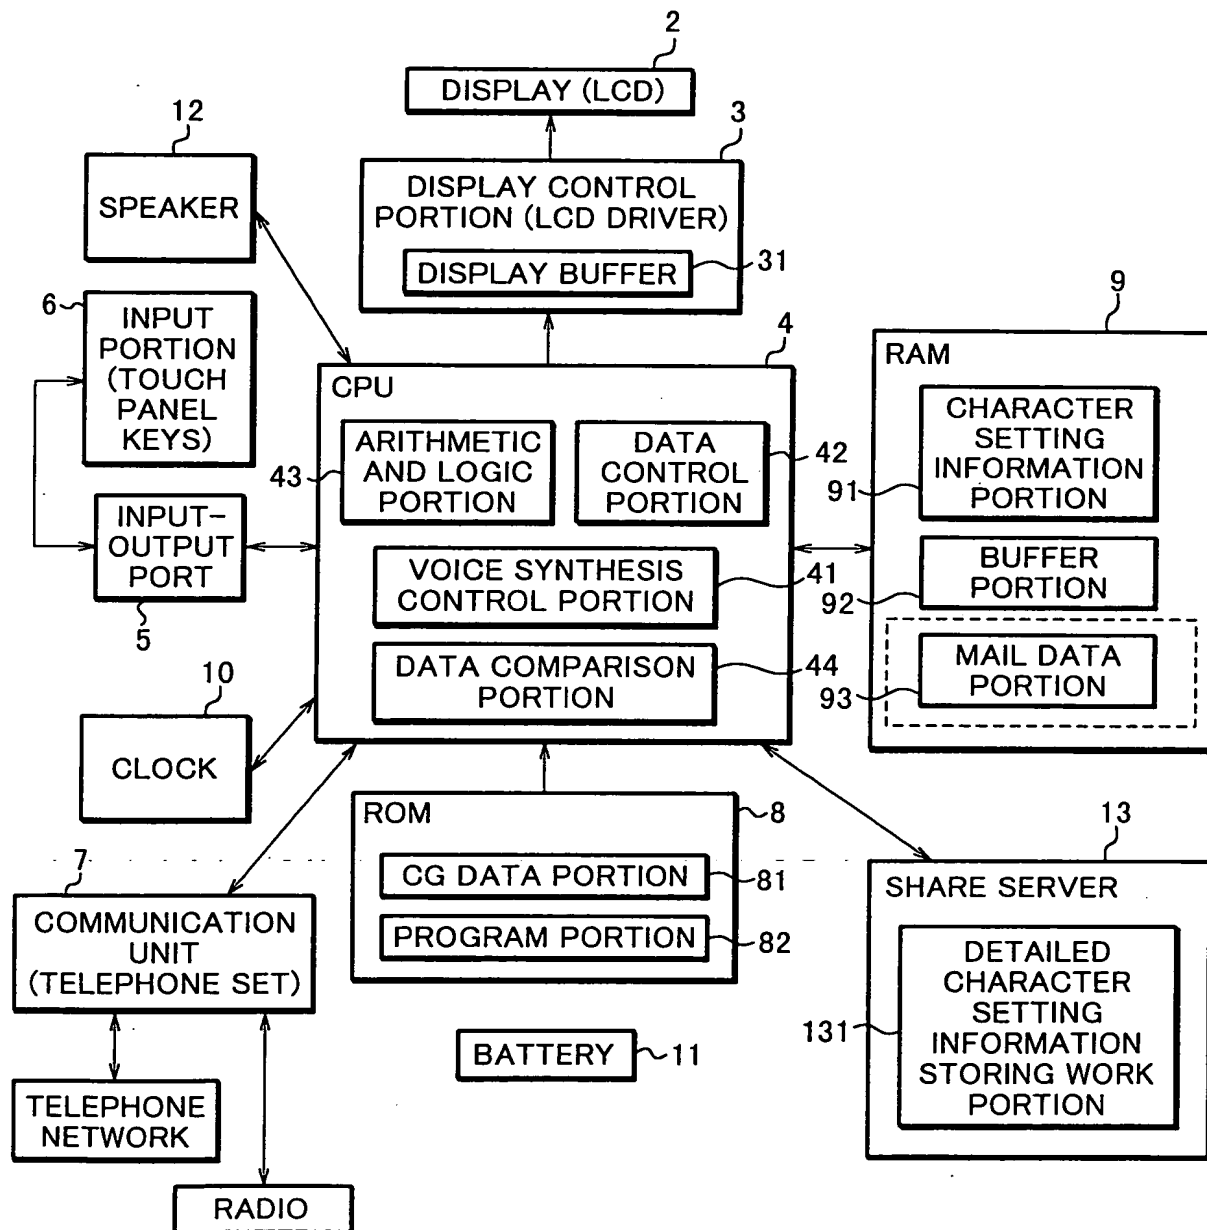 2
DISPLAY (LCD)
3
DISPLAY CONTROL
PORTION (LCD DRIVER)
DISPLAY BUFFER
31
12
SPEAKER
6
INPUT
PORTION
(TOUCH
PANEL
KEYS)
INPUT-
OUTPUT
PORT
5
4
CPU
ARITHMETIC
AND LOGIC
PORTION
43
DATA
CONTROL
PORTION
42
VOICE SYNTHESIS
CONTROL PORTION
41
DATA COMPARISON
PORTION
44
9
RAM
CHARACTER
SETTING
INFORMATION
PORTION
91
BUFFER
PORTION
92
MAIL DATA
PORTION
93
10
CLOCK
ROM
8
CG DATA PORTION
81
PROGRAM PORTION
82
7
COMMUNICATION
UNIT
(TELEPHONE SET)
TELEPHONE
NETWORK
RADIO
BATTERY
11
13
SHARE SERVER
DETAILED
CHARACTER
SETTING
INFORMATION
STORING WORK
PORTION
131